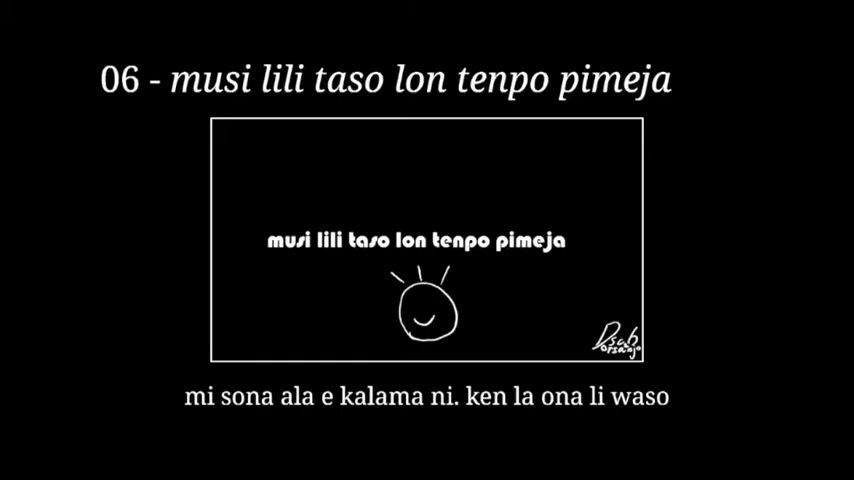 06 - musi lili taso lon tenpo pimeja
musi lili taso lon tenpo pimeja
mi sona ala e kalama ni. ken la ona li waso